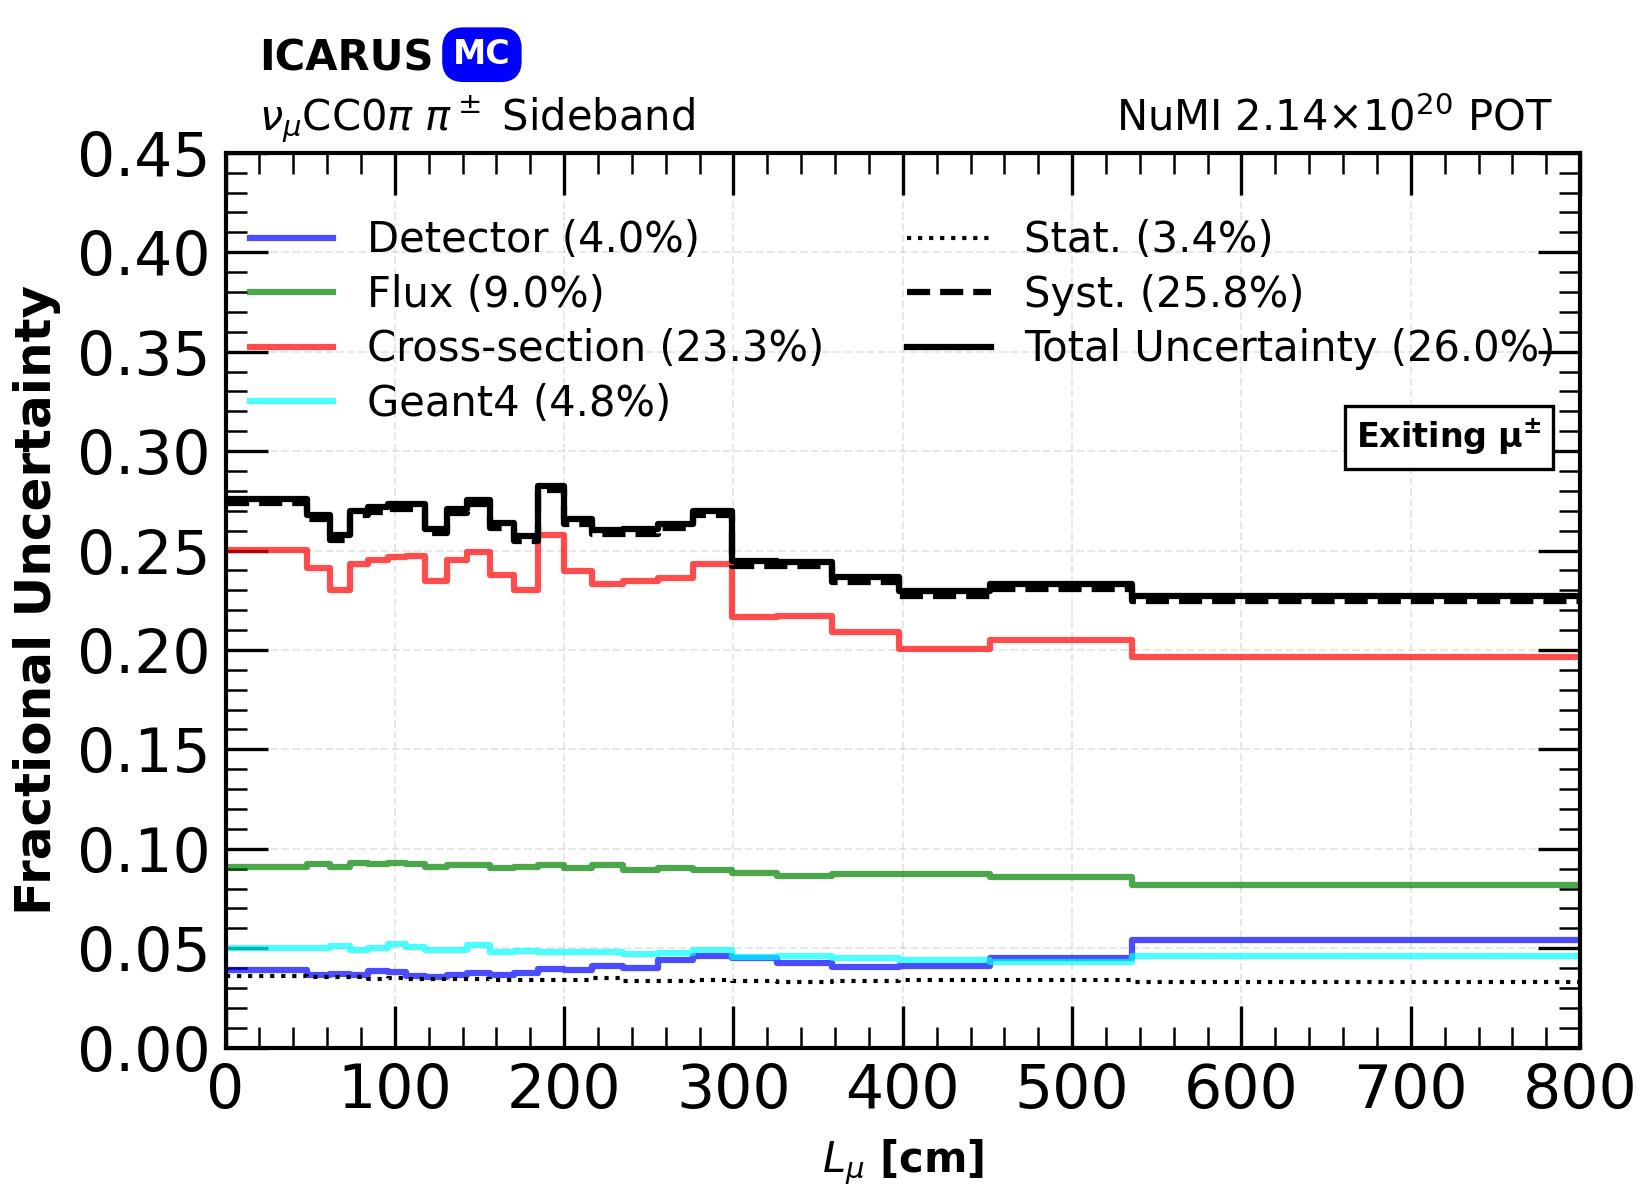 ICARUS MC
νμCC0π π± Sideband
NuMI 2.14×10²⁰ POT
0.45
0.40
0.35
0.30
0.25
0.20
0.15
0.10
0.05
0.00
Fractional Uncertainty
Detector (4.0%)
Flux (9.0%)
Cross-section (23.3%)
Geant4 (4.8%)
Stat. (3.4%)
Syst. (25.8%)
Total Uncertainty (26.0%)
Exiting μ±
0 100 200 300 400 500 600 700 800
Lμ [cm]